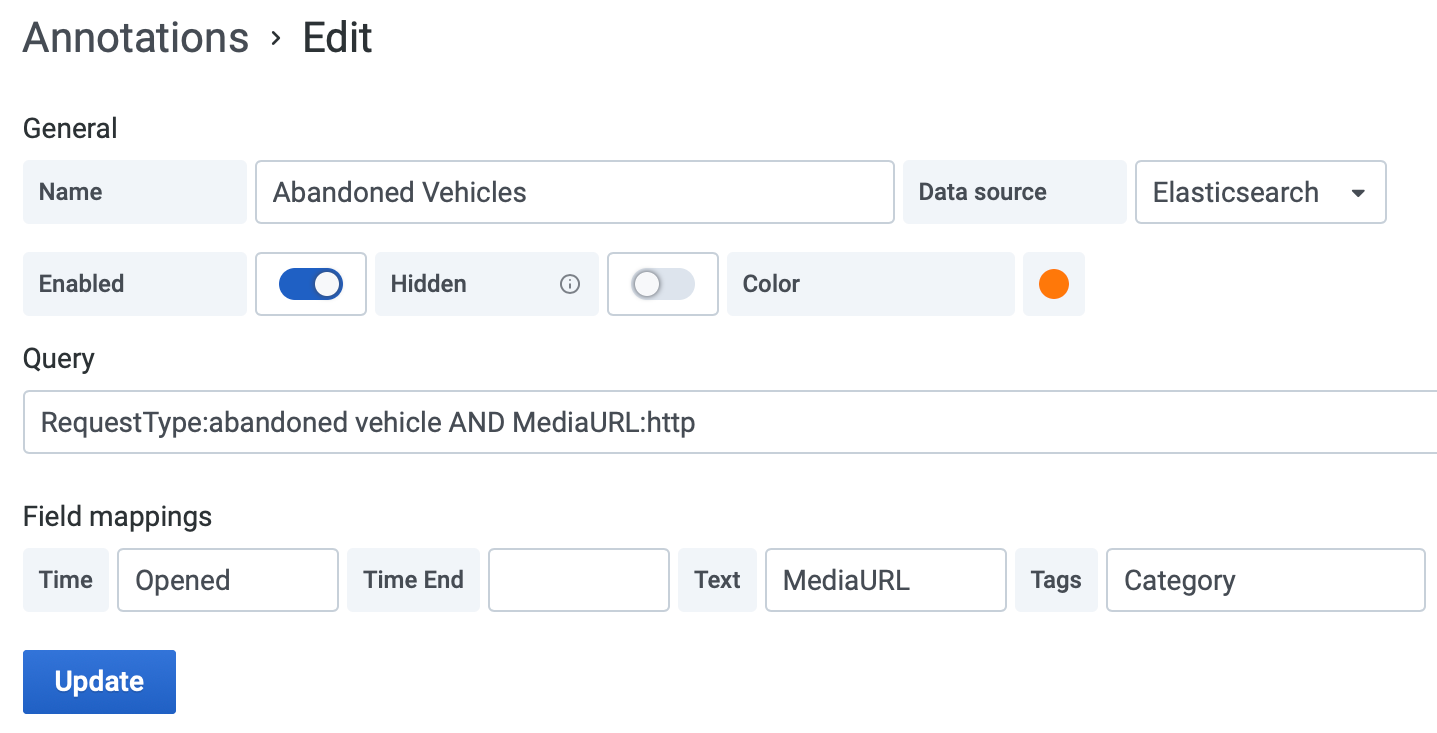 Annotations › Edit
General
Name Abandoned Vehicles Data source Elasticsearch
Enabled Hidden Color
Query
RequestType:abandoned vehicle AND MediaURL:http
Field mappings
Time Opened Time End Text MediaURL Tags Category
Update